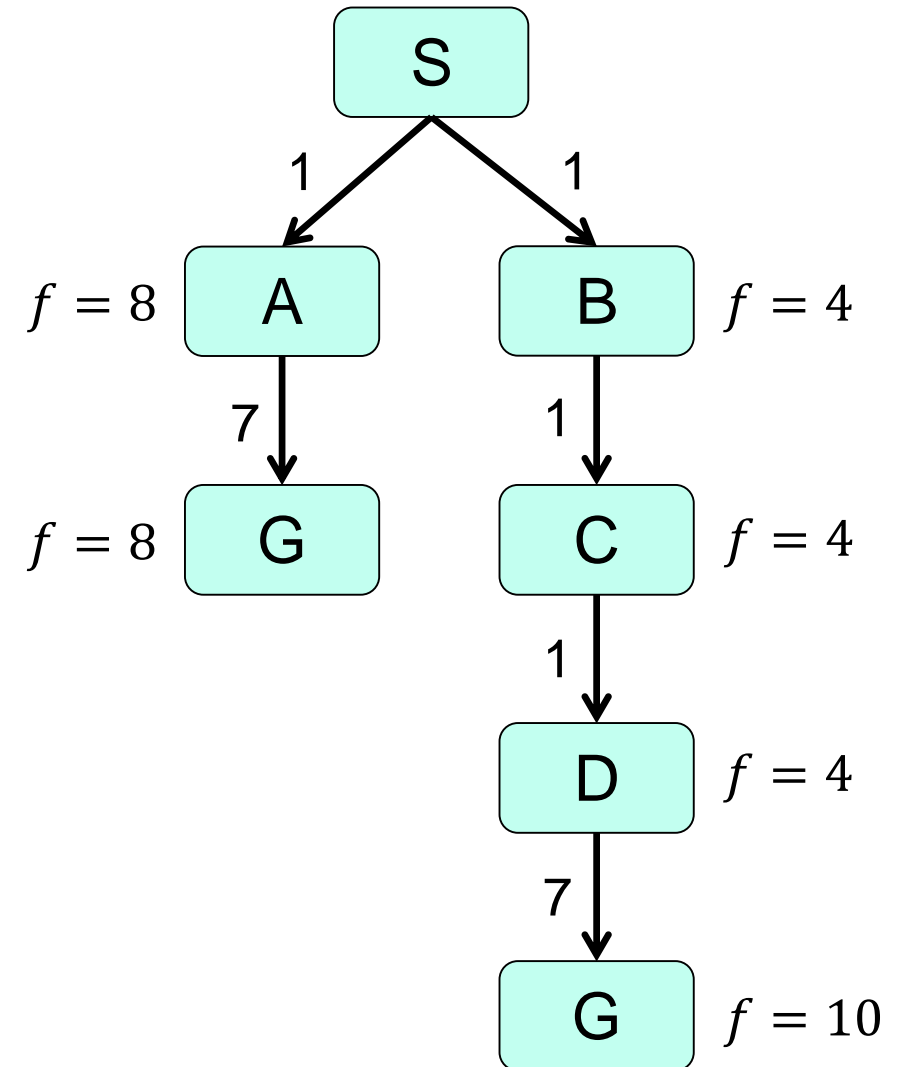 S
1 1
f = 8 A B f = 4
7 1
f = 8 G C f = 4
1
D f = 4
7
G f = 10